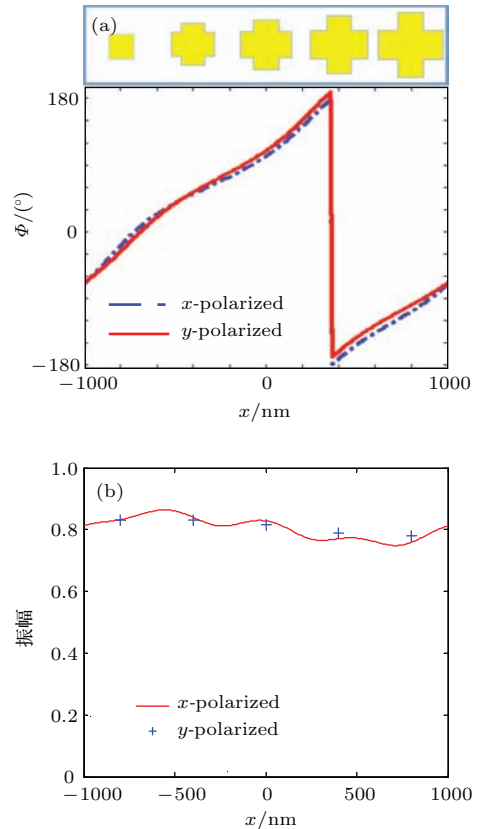 (a)
180
0
−180
Φ/(°)
x-polarized
y-polarized
−1000
0
1000
x/nm
(b)
1.0
0.8
0.6
0.4
0.2
0
振幅
x-polarized
y-polarized
−1000
−500
0
500
1000
x/nm